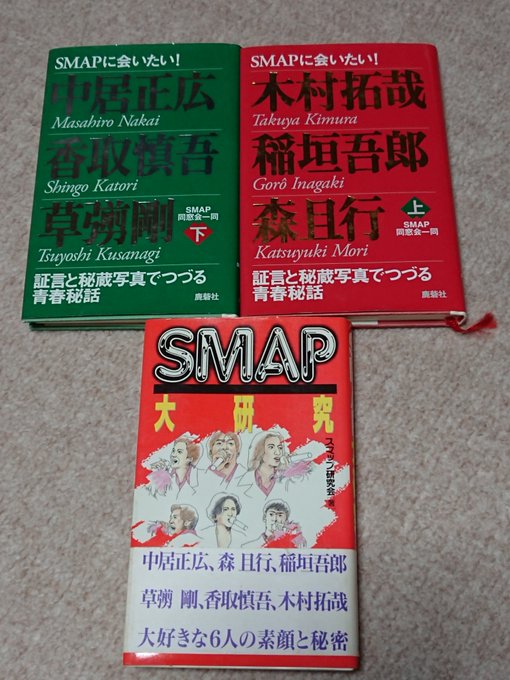 SMAPに会いたい!
中居正広
Masahiro Nakai
香取慎吾
Shingo Katori
草彅剛
Tsuyoshi Kusanagi
SMAP
同窓会一同
下
証言と秘蔵写真でつづる
青春秘話
鹿砦社
SMAPに会いたい!
木村拓哉
Takuya Kimura
稲垣吾郎
Gorô Inagaki
森且行
Katsuyuki Mori
上
SMAP
同窓会一同
証言と秘蔵写真でつづる
青春秘話
鹿砦社
SMAP
大研究
スマップ研究会 著
中居正広、森 且行、稲垣吾郎
草彅 剛、香取慎吾、木村拓哉
大好きな6人の素顔と秘密